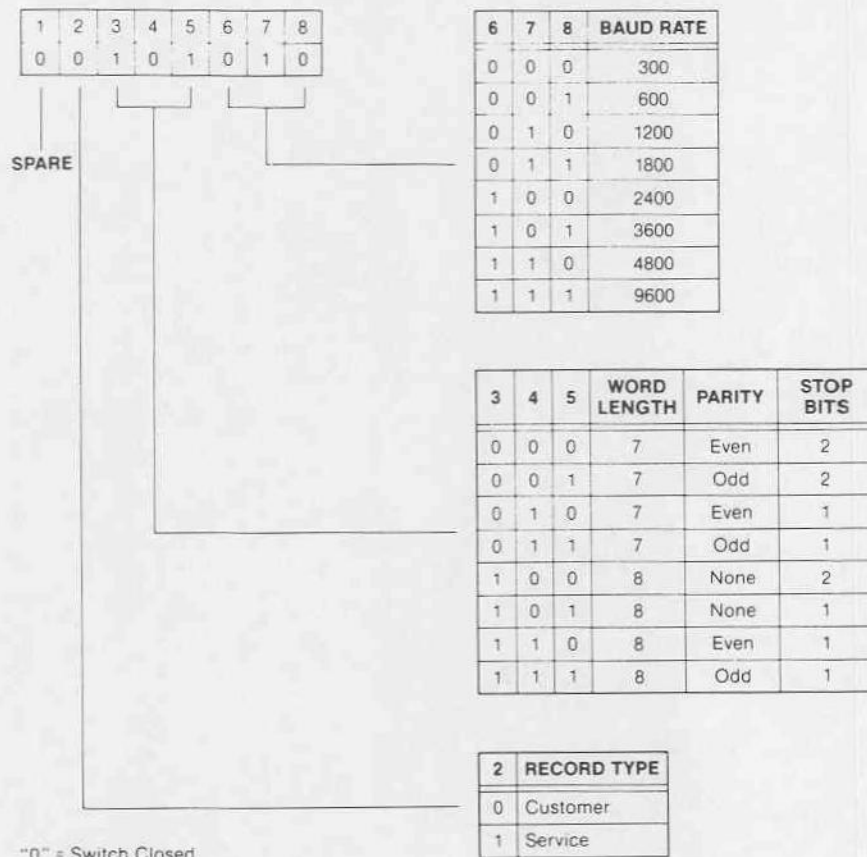 1 2 3 4 5 6 7 8
0 0 1 0 1 0 1 0
SPARE
6 7 8 BAUD RATE
0 0 0 300
0 0 1 600
0 1 0 1200
0 1 1 1800
1 0 0 2400
1 0 1 3600
1 1 0 4800
1 1 1 9600
3 4 5 WORD LENGTH PARITY STOP BITS
0 0 0 7 Even 2
0 0 1 7 Odd 2
0 1 0 7 Even 1
0 1 1 7 Odd 1
1 0 0 8 None 2
1 0 1 8 None 1
1 1 0 8 Even 1
1 1 1 8 Odd 1
2 RECORD TYPE
0 Customer
1 Service
"0" = Switch Closed